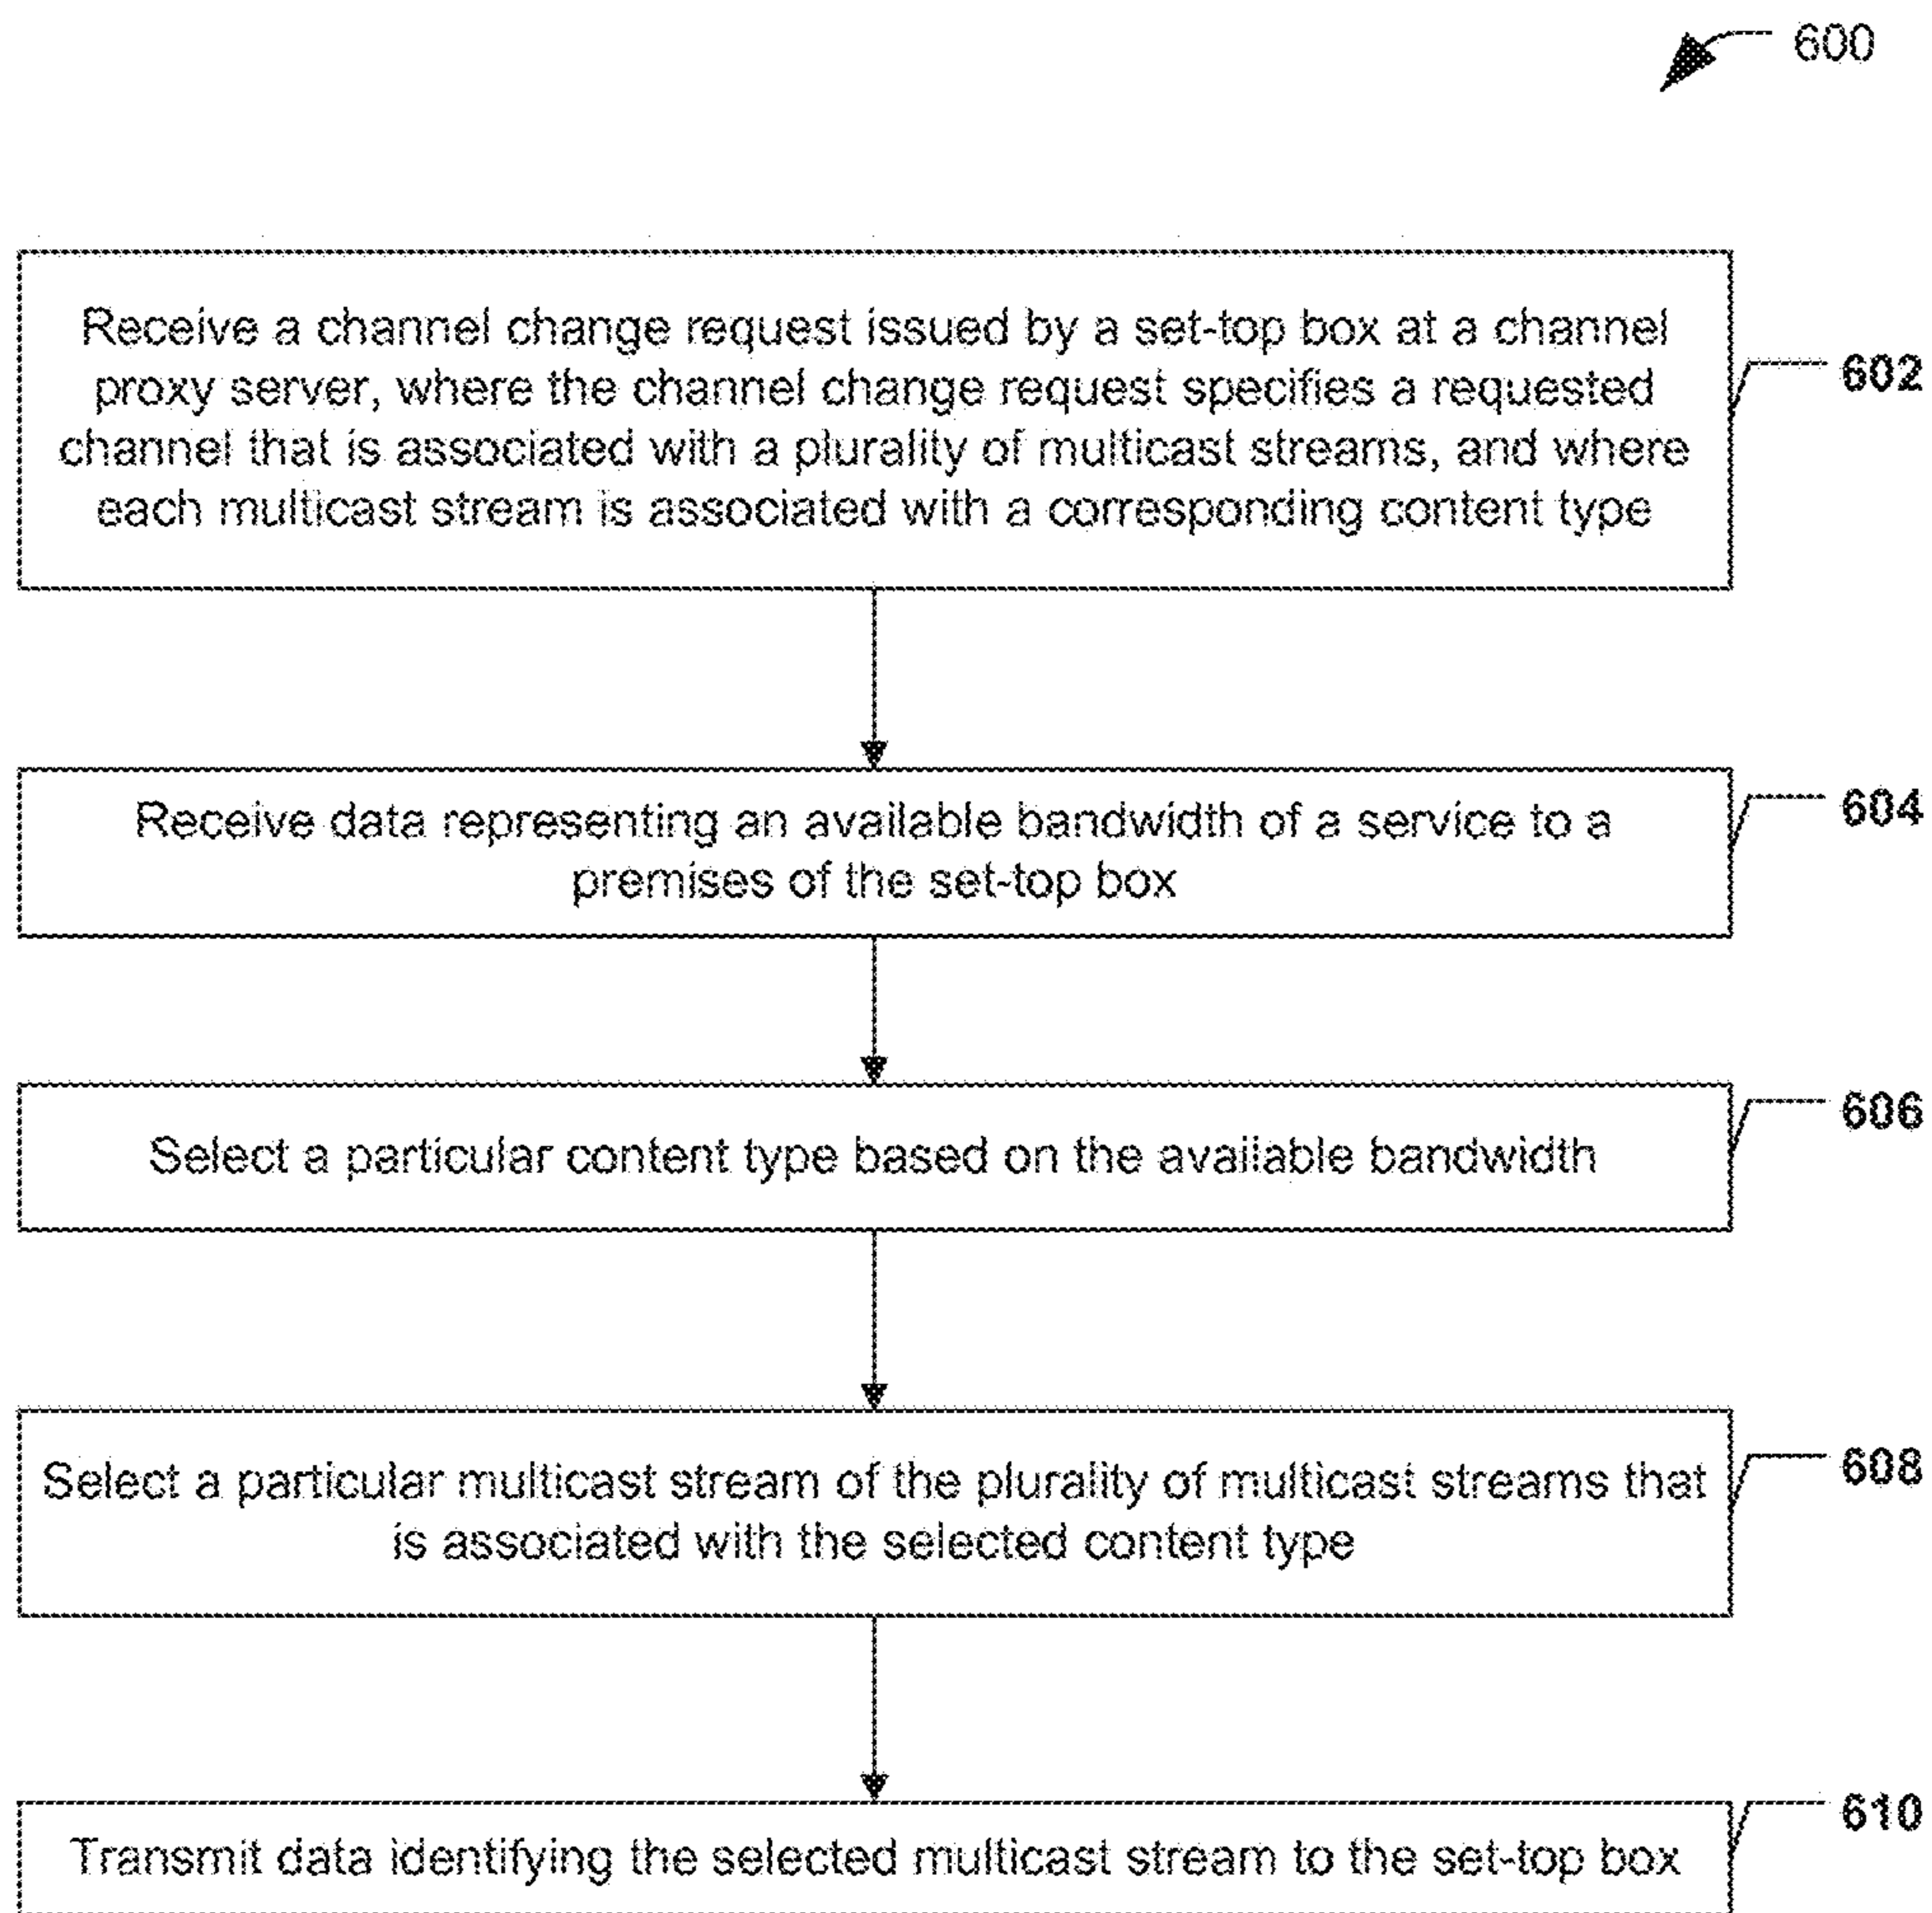 600
Receive a channel change request issued by a set-top box at a channel
proxy server, where the channel change request specifies a requested
channel that is associated with a plurality of multicast streams, and where
each multicast stream is associated with a corresponding content type
602
Receive data representing an available bandwidth of a service to a
premises of the set-top box
604
Select a particular content type based on the available bandwidth
606
Select a particular multicast stream of the plurality of multicast streams that
is associated with the selected content type
608
Transmit data identifying the selected multicast stream to the set-top box
610